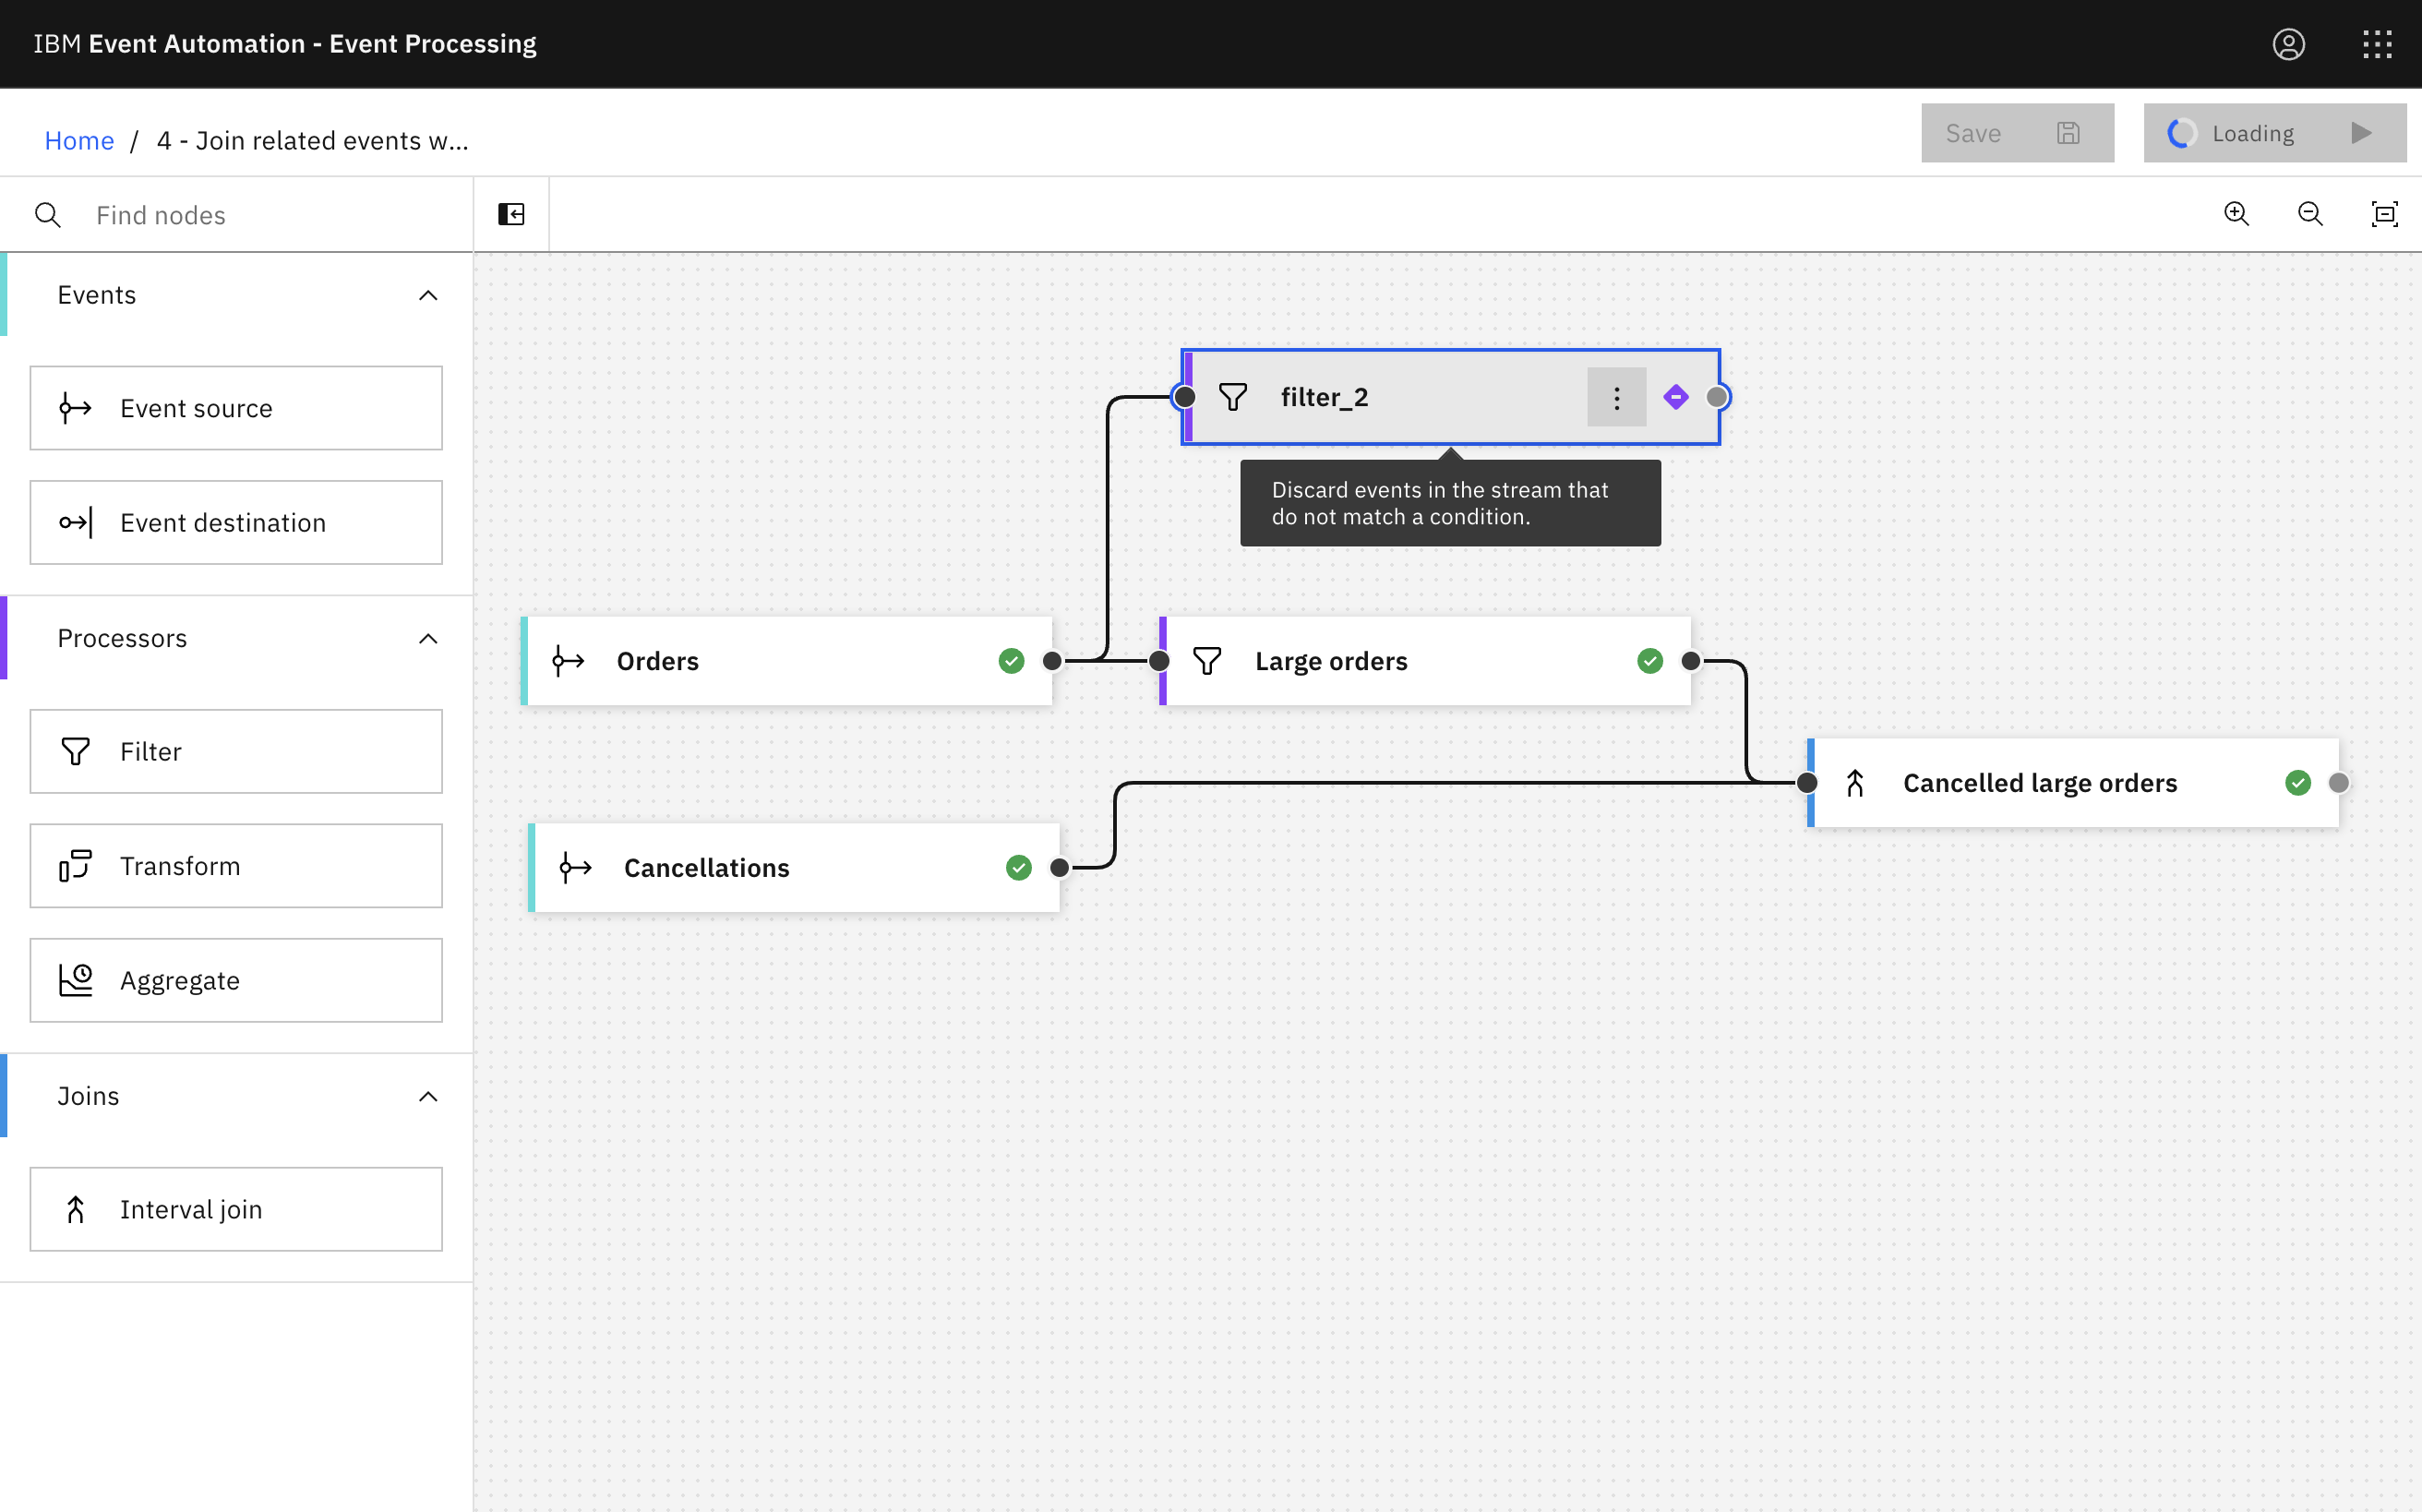 IBM Event Automation - Event Processing
Home / 4 - Join related events w...
Save
Loading
Find nodes
Events
Event source
Event destination
Processors
Filter
Transform
Aggregate
Joins
Interval join
filter_2
Discard events in the stream that
do not match a condition.
Orders
Large orders
Cancelled large orders
Cancellations